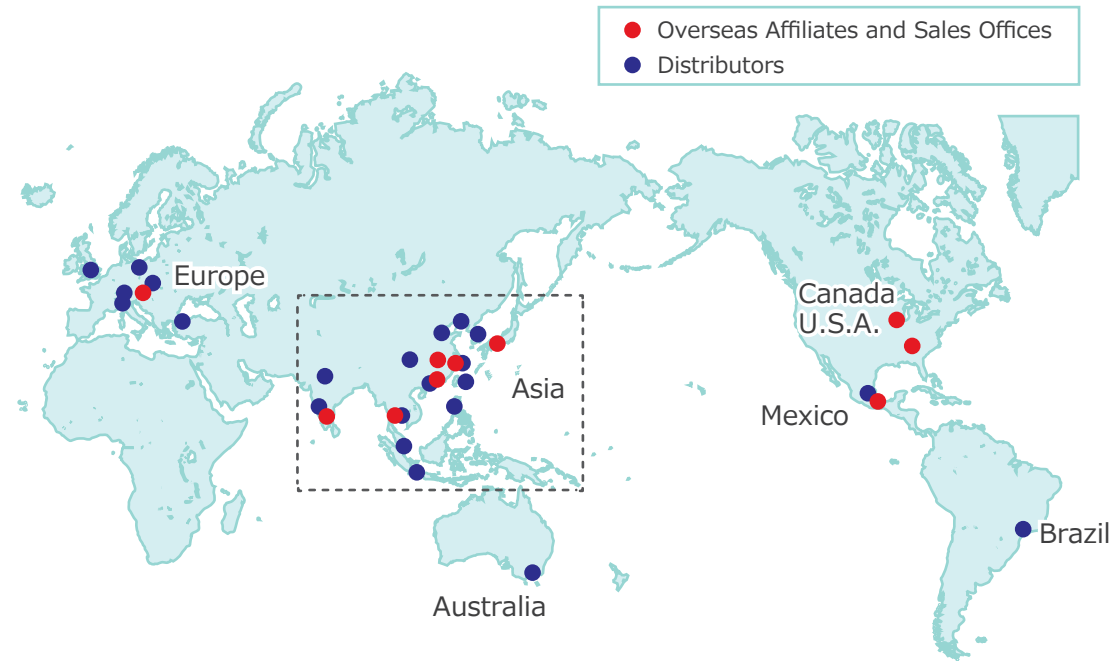 Overseas Affiliates and Sales Offices
Distributors
Europe
Canada
U.S.A.
Asia
Mexico
Brazil
Australia